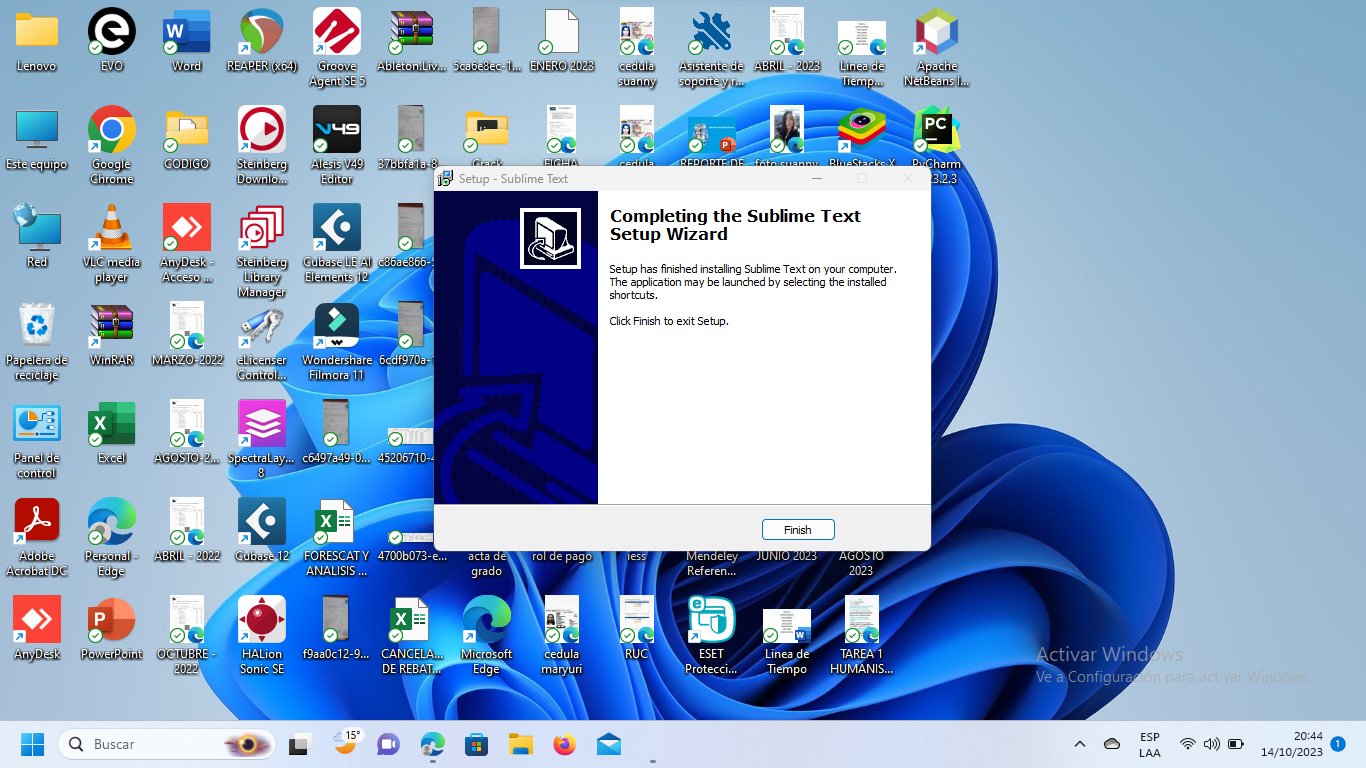 Lenovo
EVO
Word
REAPER (x64)
Groove
Agent SE 5
Ableton.Liv...
5ca6e8ec-1...
ENERO 2023
cedula
suanny
Asistente de
soporte y r...
ABRIL - 2023
Linea de
Tiemp...
Apache
NetBeans I...
Este equipo
Google
Chrome
CODIGO
Steinberg
Downlo...
V49
Alesis V49
Editor
37bbfa1a-8
Crack
FICHA
cedula
REPORTE DE
foto suanny
BlueStacks X
PC
PyCharm
23.2.3
Setup - Sublime Text
Completing the Sublime Text
Setup Wizard
Setup has finished installing Sublime Text on your computer.
The application may be launched by selecting the installed
shortcuts.
Click Finish to exit Setup.
Finish
Red
VLC media
player
AnyDesk -
Acceso ...
Steinberg
Library
Manager
Cubase LE AI
Elements 12
c86ae866-5
Papelera de
reciclaje
WinRAR
MARZO-2022
eLicenser
Control...
Wondershare
Filmora 11
6cdf970a-1
Panel de
control
Excel
AGOSTO-2...
SpectraLay...
8
c6497a49-0...
45206710-4
Adobe
Acrobat DC
Personal -
Edge
ABRIL - 2022
Cubase 12
FORESCAT Y
ANALISIS ...
4700b073-e...
acta de
grado
rol de pago
iess
Mendeley
Referen...
JUNIO 2023
AGOSTO
2023
AnyDesk
PowerPoint
OCTUBRE -
2022
HALion
Sonic SE
f9aa0c12-9...
CANCELA...
DE REBAT...
Microsoft
Edge
cedula
maryuri
RUC
ESET
Protecci...
Linea de
Tiempo
TAREA 1
HUMANIS...
Activar Windows
Ve a Configuración para activar Windows.
Buscar
15°
ESP
LAA
20:44
14/10/2023
1